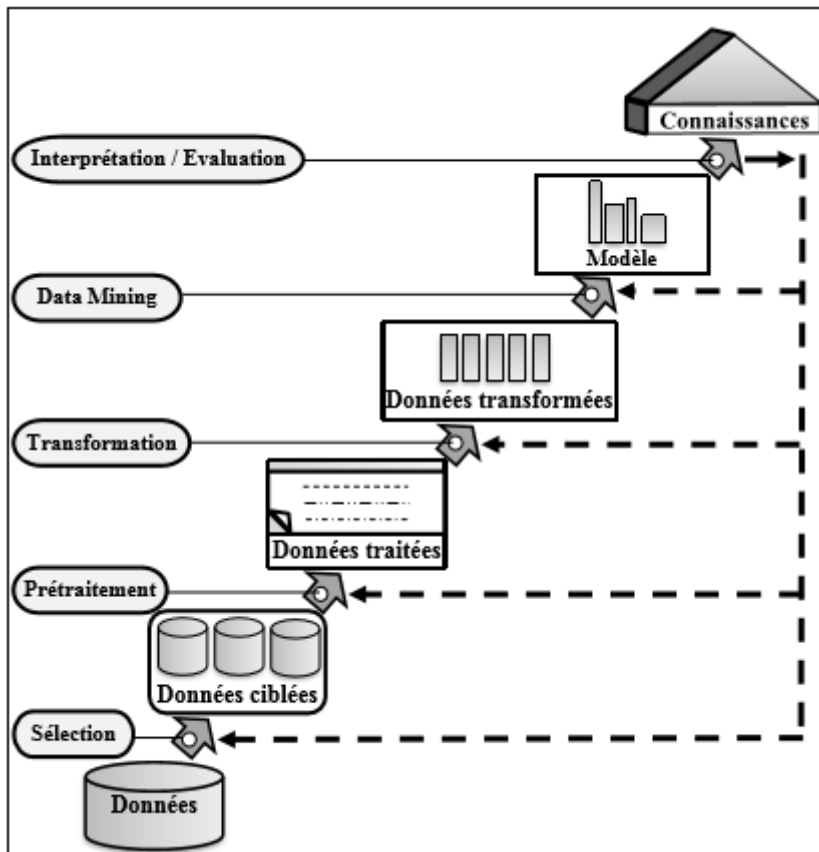 Connaissances
Interprétation / Evaluation
Modèle
Data Mining
Données transformées
Transformation
Données traitées
Prétraitement
Données ciblées
Sélection
Données